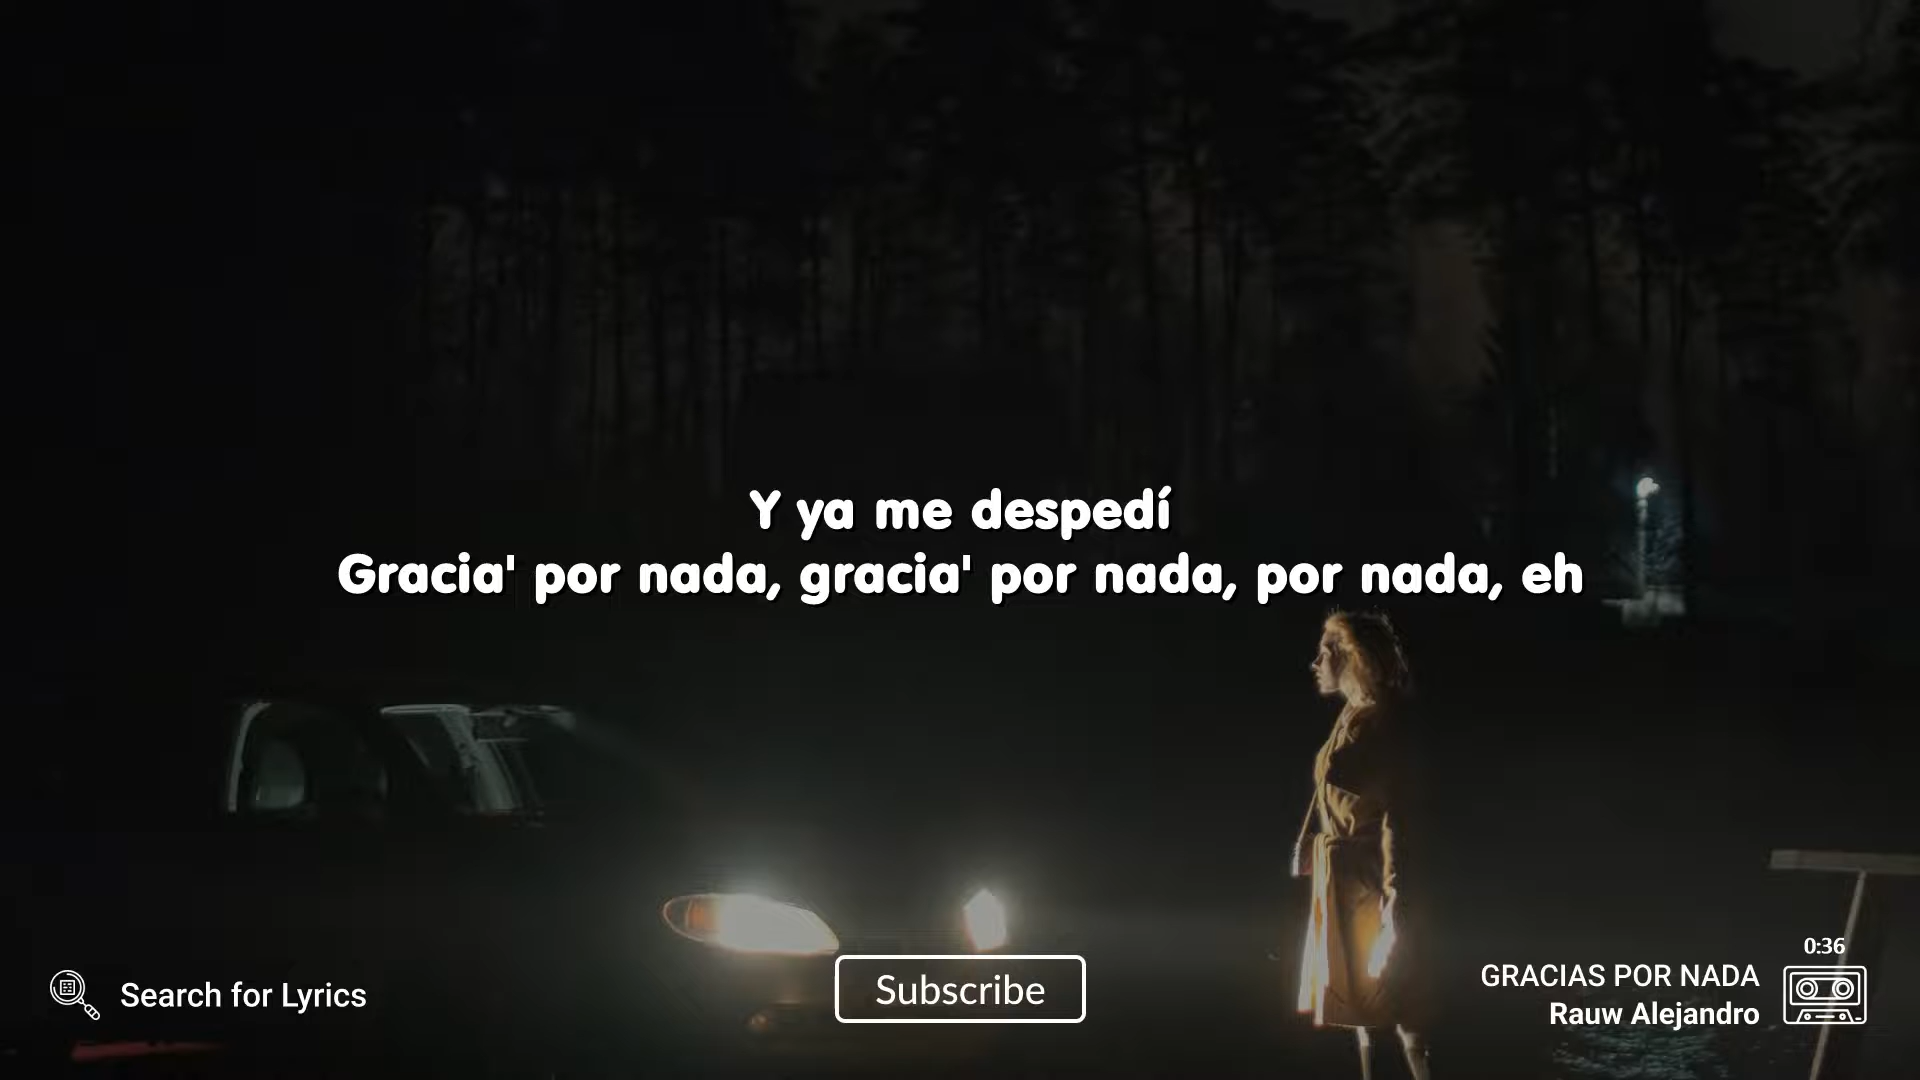 Y ya me despedí
Gracia' por nada, gracia' por nada, por nada, eh
0:36
Search for Lyrics
Subscribe
GRACIAS POR NADA
Rauw Alejandro